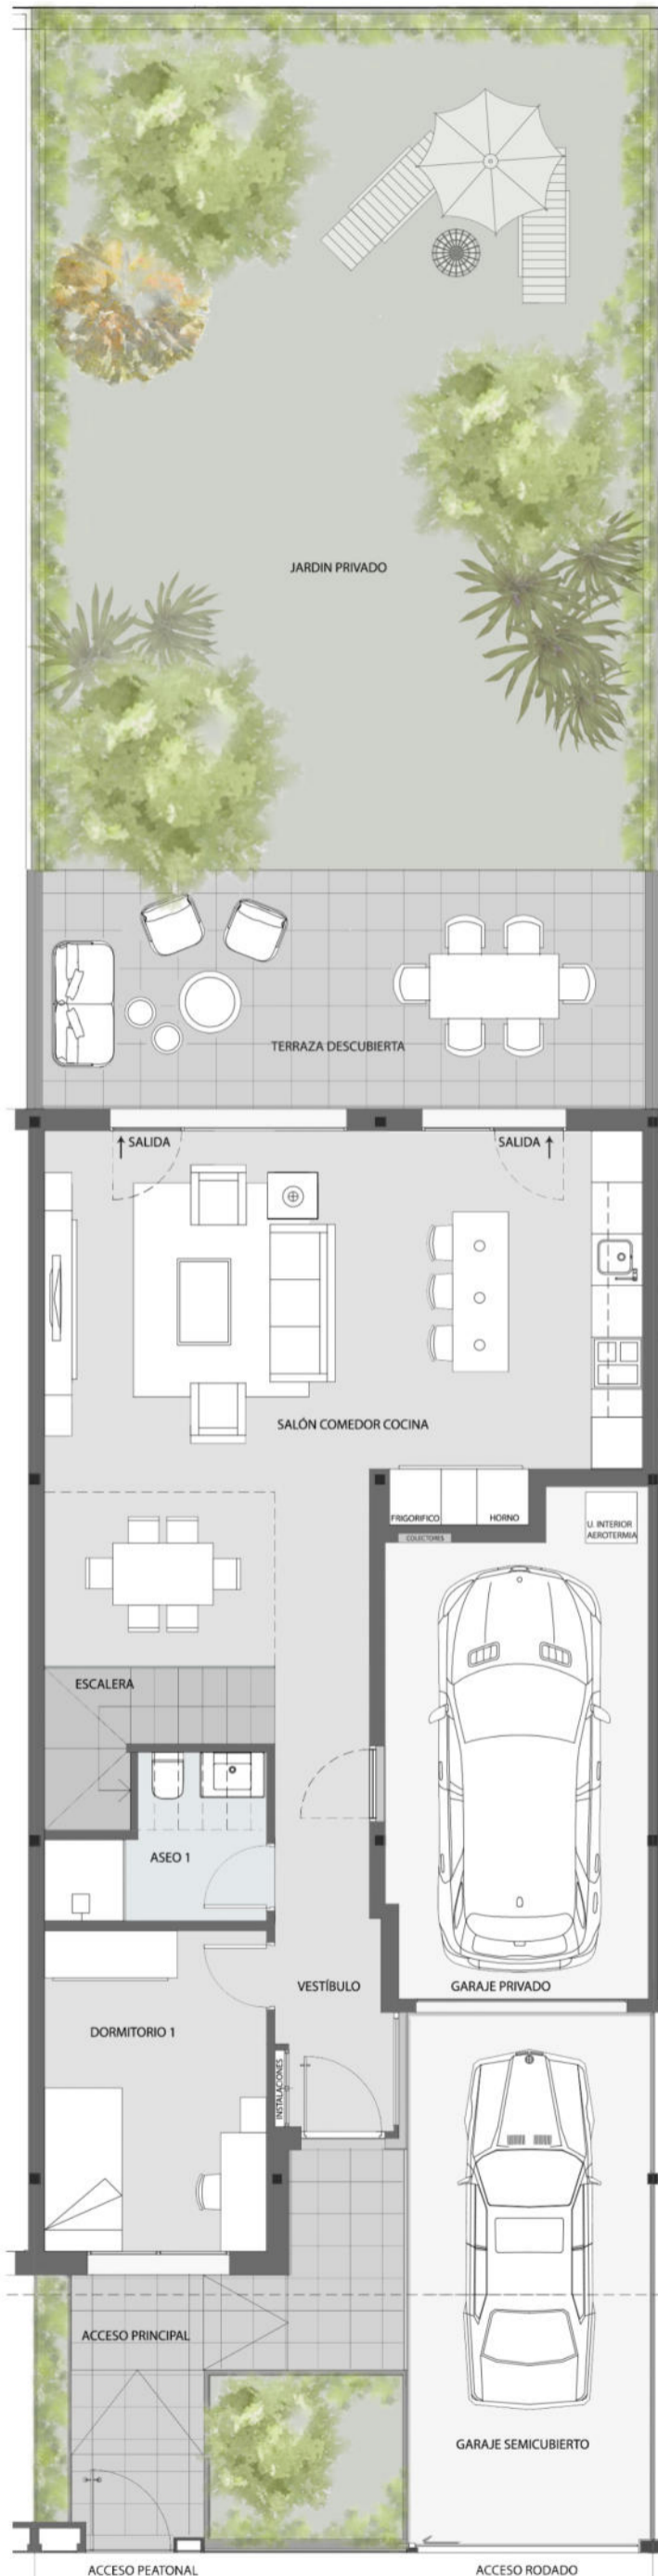 JARDIN PRIVADO
TERRAZA DESCUBIERTA
SALIDA
SALIDA
SALÓN COMEDOR COCINA
FRIGORIFICO
HORNO
U. INTERIOR
AEROTERMIA
COLECTORES
ESCALERA
ASEO 1
VESTÍBULO
GARAJE PRIVADO
DORMITORIO 1
INSTALACIONES
ACCESO PRINCIPAL
GARAJE SEMICUBIERTO
ACCESO PEATONAL
ACCESO RODADO